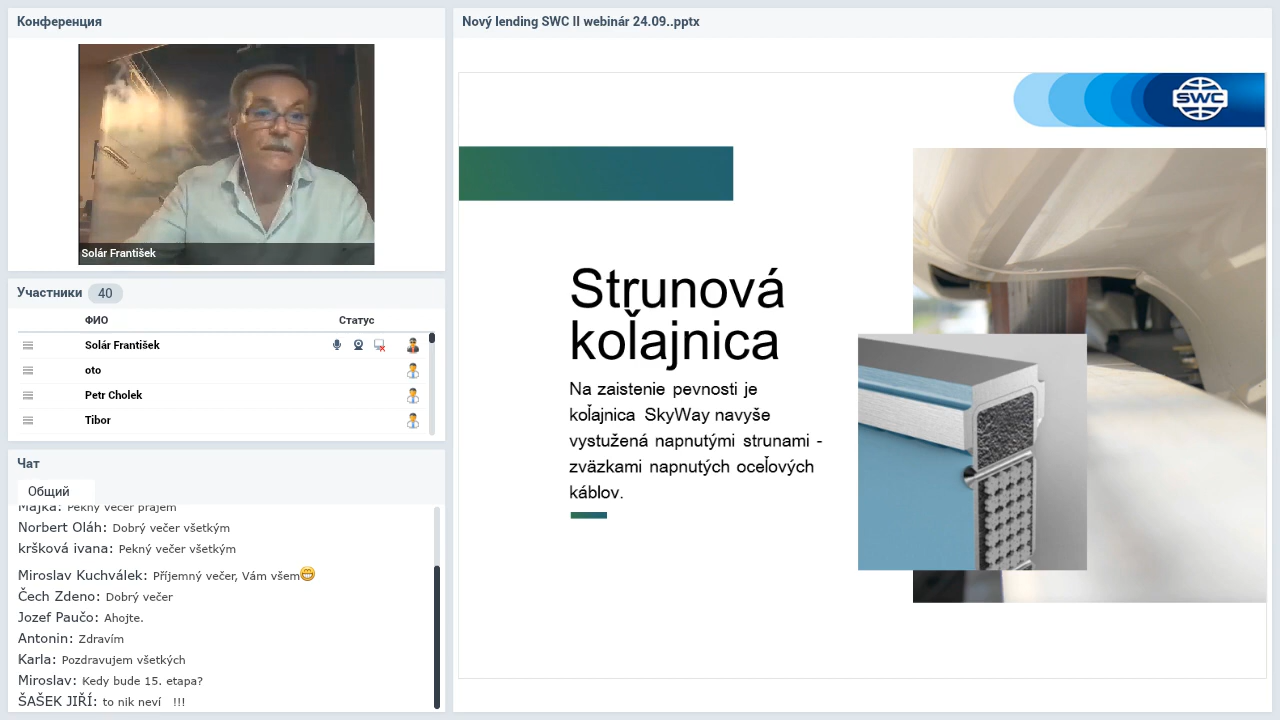 Конференция
Solár František
Участники 40
ФИО Статус
Solár František
oto
Petr Cholek
Tibor
Чат
Общий
Majka: Pekný večer prajem
Norbert Oláh: Dobrý večer všetkým
kršková ivana: Pekný večer všetkým
Miroslav Kuchválek: Příjemný večer, Vám všem
Čech Zdeno: Dobrý večer
Jozef Paučo: Ahojte.
Antonin: Zdravím
Karla: Pozdravujem všetkých
Miroslav: Kedy bude 15. etapa?
ŠAŠEK JIŘÍ: to nik neví !!!
Nový lending SWC II webinár 24.09..pptx
SWC
Strunová
koľajnica
Na zaistenie pevnosti je
koľajnica SkyWay navyše
vystužená napnutými strunami -
zväzkami napnutých oceľových
káblov.